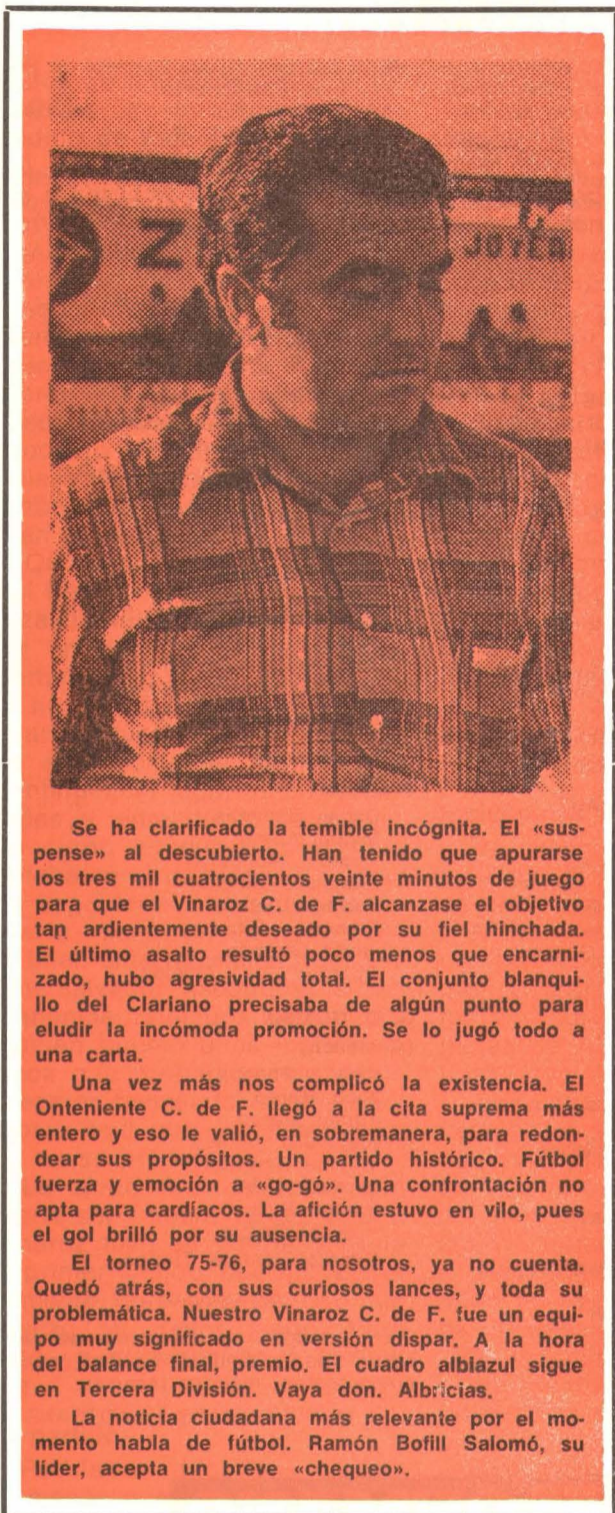 N
JOYER
Se ha clarificado la temible incógnita. El «sus-
pense» al descubierto. Han tenido que apurarse
los tres mil cuatrocientos veinte minutos de juego
para que el Vinaroz C. de F. alcanzase el objetivo
tan ardientemente deseado por su fiel hinchada.
El último asalto resultó poco menos que encarni-
zado, hubo agresividad total. El conjunto blanqui-
llo del Clariano precisaba de algún punto para
eludir la incómoda promoción. Se lo jugó todo a
una carta.
Una vez más nos complicó la existencia. El
Onteniente C. de F. llegó a la cita suprema más
entero y eso le valió, en sobremanera, para redon-
dear sus propósitos. Un partido histórico. Fútbol
fuerza y emoción a «go-gó». Una confrontación no
apta para cardíacos. La afición estuvo en vilo, pues
el gol brilló por su ausencia.
El torneo 75-76, para nosotros, ya no cuenta.
Quedó atrás, con sus curiosos lances, y toda su
problemática. Nuestro Vinaroz C. de F. fue un equi-
po muy significado en versión dispar. A la hora
del balance final, premio. El cuadro albiazul sigue
en Tercera División. Vaya don. Albricias.
La noticia ciudadana más relevante por el mo-
mento habla de fútbol. Ramón Bofill Salomó, su
líder, acepta un breve «chequeo».